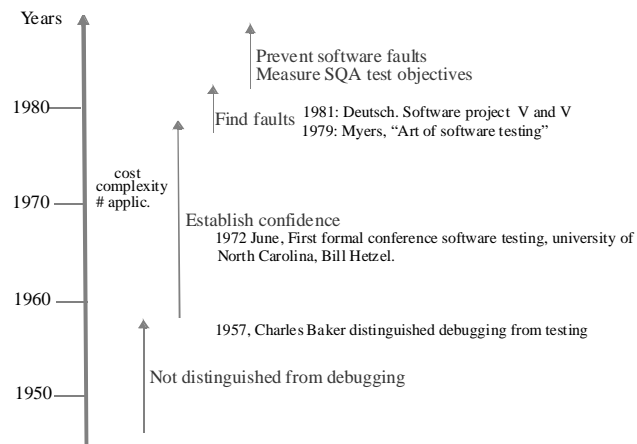 Years
Prevent software faults
Measure SQA test objectives
1980
Find faults
1981: Deutsch. Software project V and V
1979: Myers, “Art of software testing”
cost
complexity
# applic.
1970
Establish confidence
1972 June, First formal conference software testing, university of
North Carolina, Bill Hetzel.
1960
1957, Charles Baker distinguished debugging from testing
Not distinguished from debugging
1950